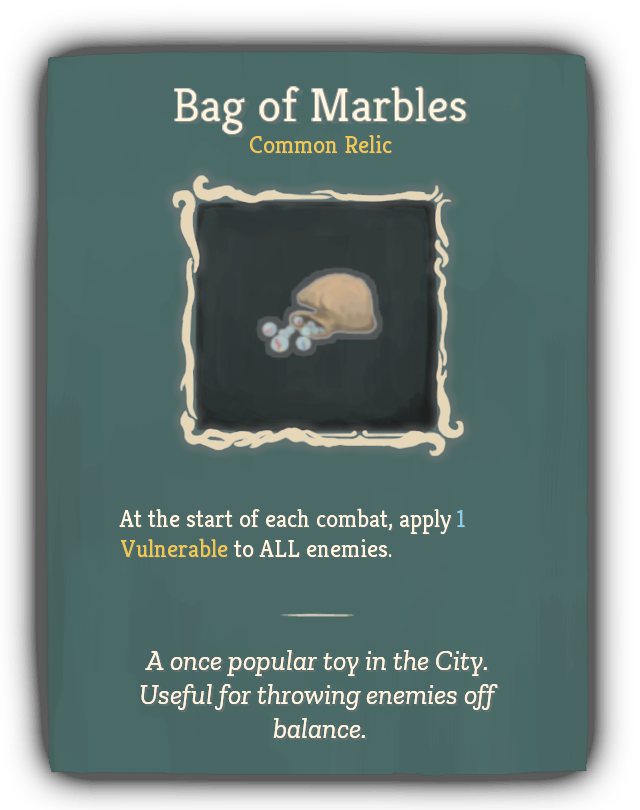 Bag of Marbles
Common Relic
At the start of each combat, apply 1
Vulnerable to ALL enemies.
A once popular toy in the City.
Useful for throwing enemies off
balance.